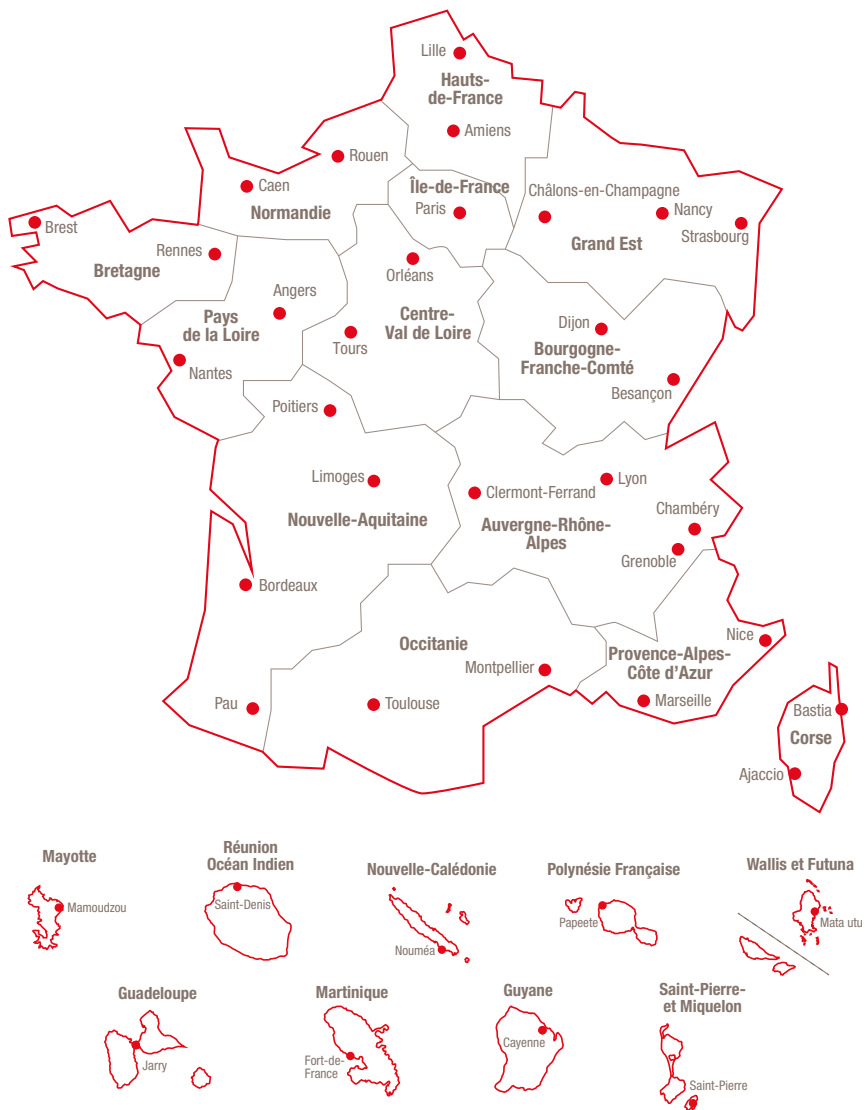 Lille
Hauts-
de-France
Amiens
Rouen
Caen
Normandie
Île-de-France
Paris
Châlons-en-Champagne
Nancy
Strasbourg
Grand Est
Brest
Rennes
Bretagne
Orléans
Angers
Pays
de la Loire
Centre-
Val de Loire
Tours
Nantes
Dijon
Bourgogne-
Franche-Comté
Besançon
Poitiers
Limoges
Nouvelle-Aquitaine
Clermont-Ferrand
Lyon
Auvergne-Rhône-
Alpes
Chambéry
Grenoble
Bordeaux
Occitanie
Montpellier
Nice
Provence-Alpes-
Côte d’Azur
Marseille
Pau
Toulouse
Bastia
Corse
Ajaccio
Mayotte
Mamoudzou
Réunion
Océan Indien
Saint-Denis
Nouvelle-Calédonie
Nouméa
Polynésie Française
Papeete
Wallis et Futuna
Mata utu
Guadeloupe
Jarry
Martinique
Fort-de-
France
Guyane
Cayenne
Saint-Pierre-
et Miquelon
Saint-Pierre